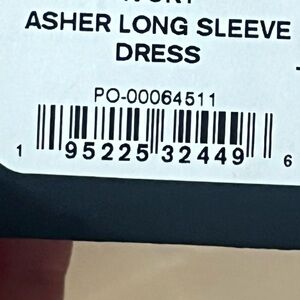 ASHER LONG SLEEVE
DRESS
PO-00064511
1 95225 32449 6